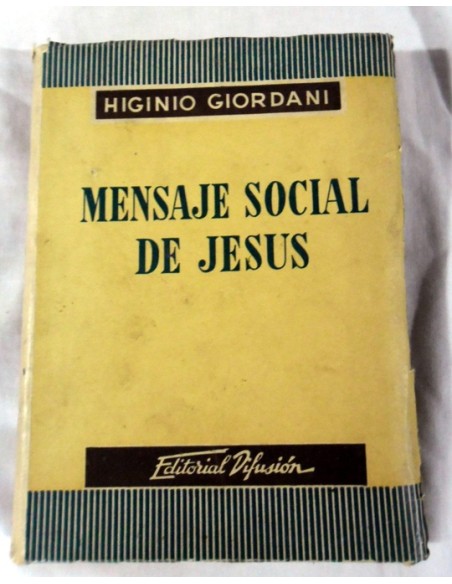 HIGINIO GIORDANI
MENSAJE SOCIAL
DE JESUS
Editorial Difusión